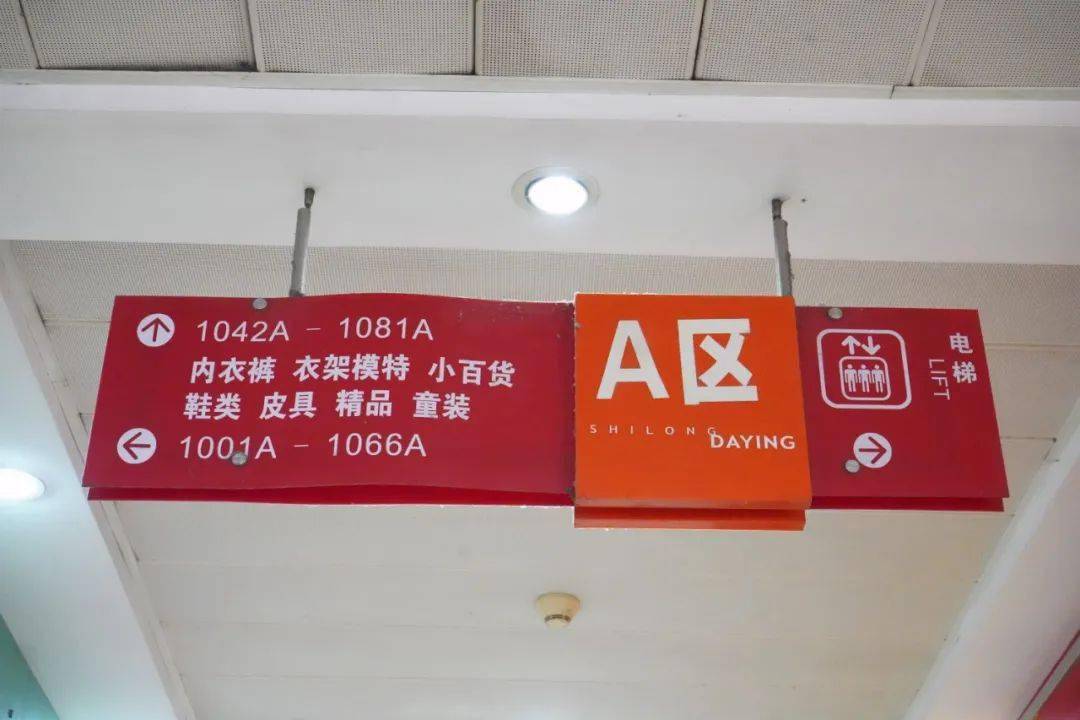 1042A - 1081A
内衣裤 衣架模特 小百货
鞋类 皮具 精品 童装
1001A - 1066A
A区
SHILONG
DAYING
电梯
LIFT